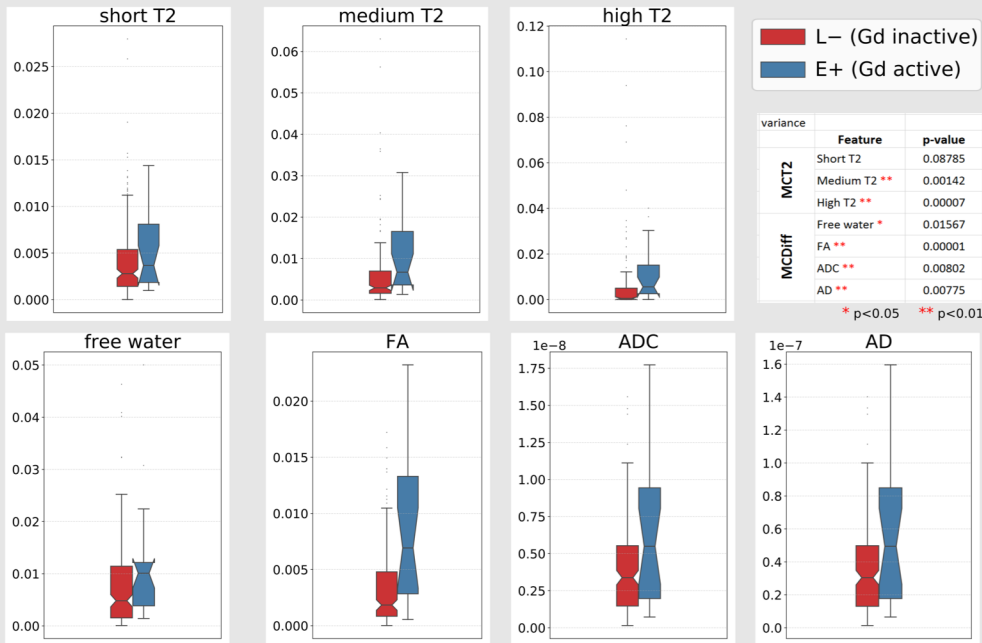 short T2
0.025
0.020
0.015
0.010
0.005
0.000
medium T2
0.06
0.05
0.04
0.03
0.02
0.01
0.00
high T2
0.12
0.10
0.08
0.06
0.04
0.02
0.00
L− (Gd inactive)
E+ (Gd active)
variance
Feature p-value
MCT2
Short T2 0.08785
Medium T2 ** 0.00142
High T2 ** 0.00007
MCDiff
Free water * 0.01567
FA ** 0.00001
ADC ** 0.00802
AD ** 0.00775
* p<0.05 ** p<0.01
free water
0.05
0.04
0.03
0.02
0.01
0.00
FA
0.020
0.015
0.010
0.005
0.000
1e−8 ADC
1.75
1.50
1.25
1.00
0.75
0.50
0.25
0.00
1e−7 AD
1.6
1.4
1.2
1.0
0.8
0.6
0.4
0.2
0.0